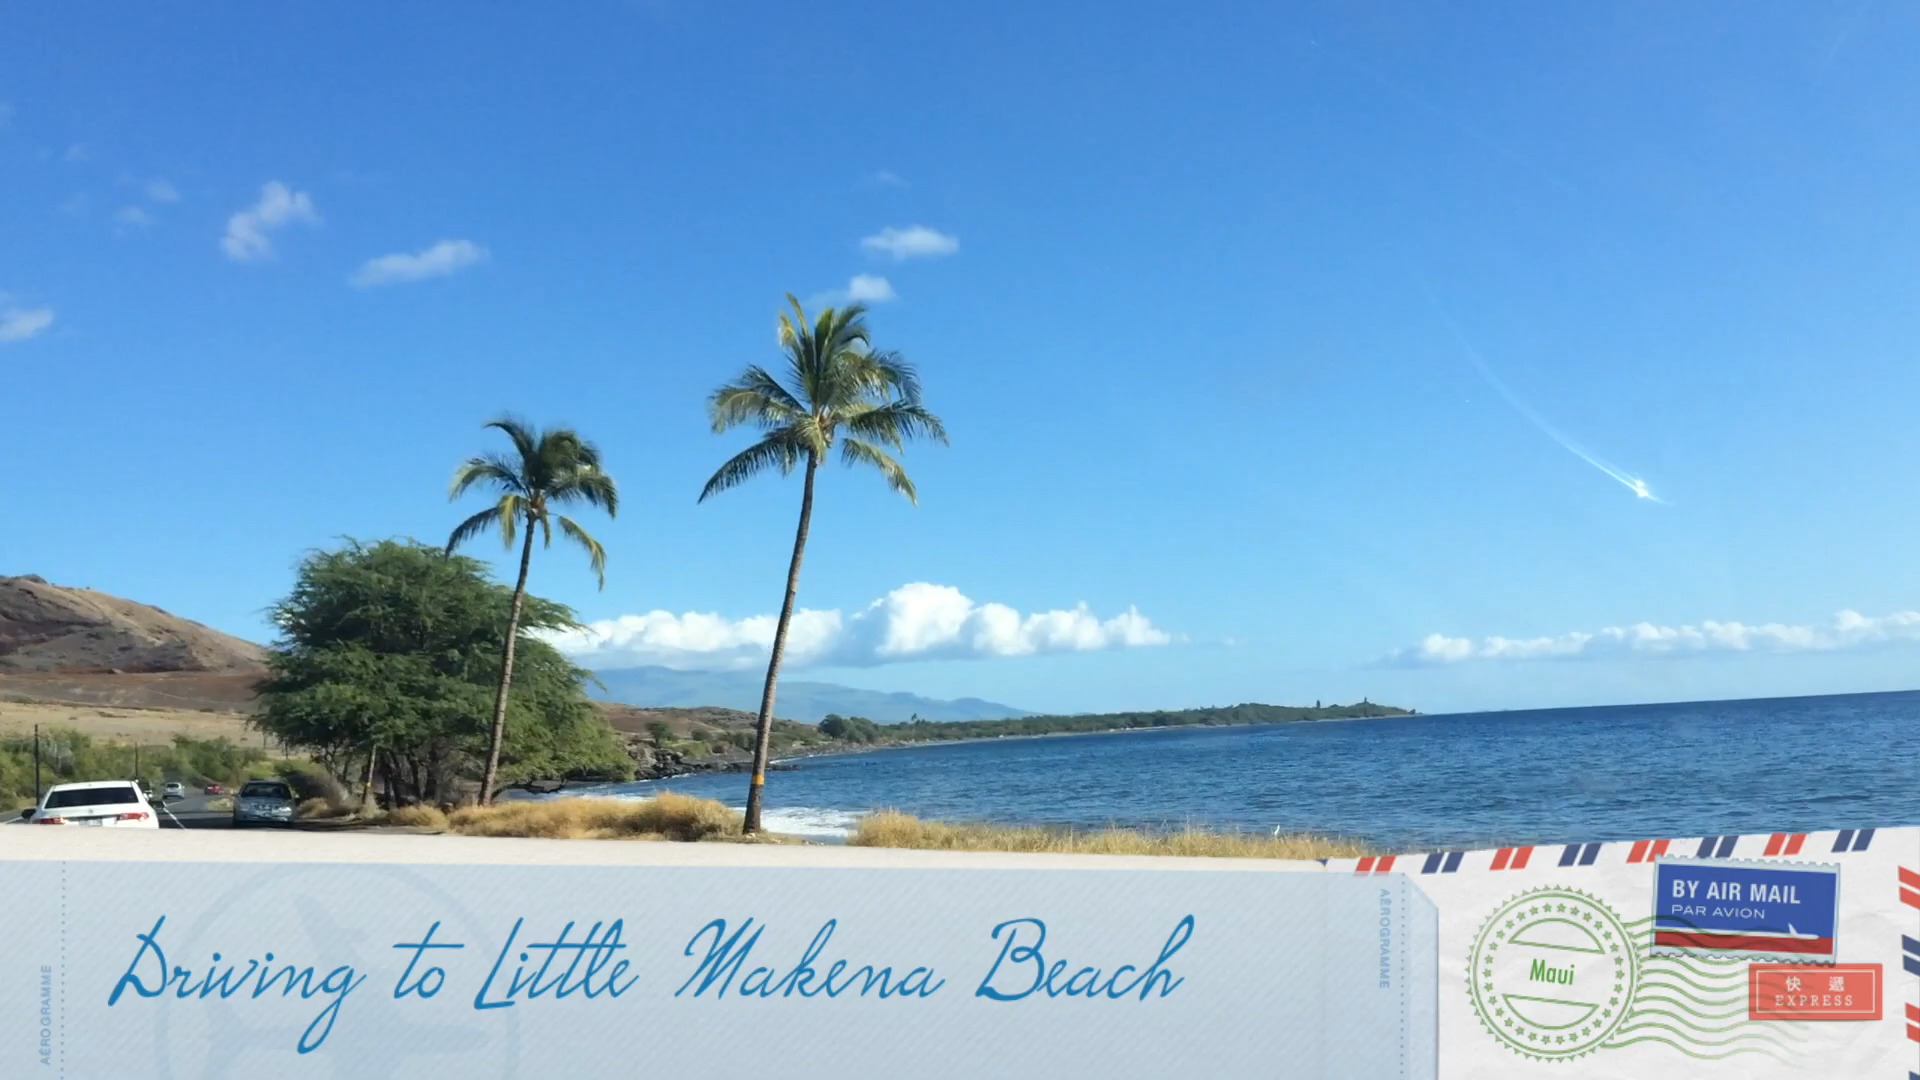 Driving to Little Makena Beach
AÉROGRAMME
AÉROGRAMME
Maui
BY AIR MAIL
PAR AVION
快遞
EXPRESS